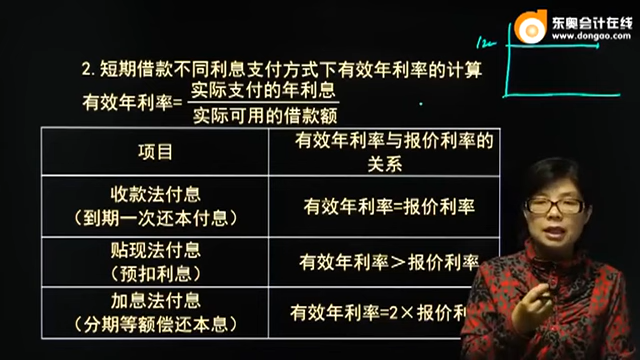 东奥会计在线
www.dongao.com
2.短期借款不同利息支付方式下有效年利率的计算
有效年利率=
实际支付的年利息
实际可用的借款额
项目
有效年利率与报价利率的
关系
收款法付息
(到期一次还本付息)
有效年利率=报价利率
贴现法付息
(预扣利息)
有效年利率>报价利率
加息法付息
(分期等额偿还本息)
有效年利率=2×报价利